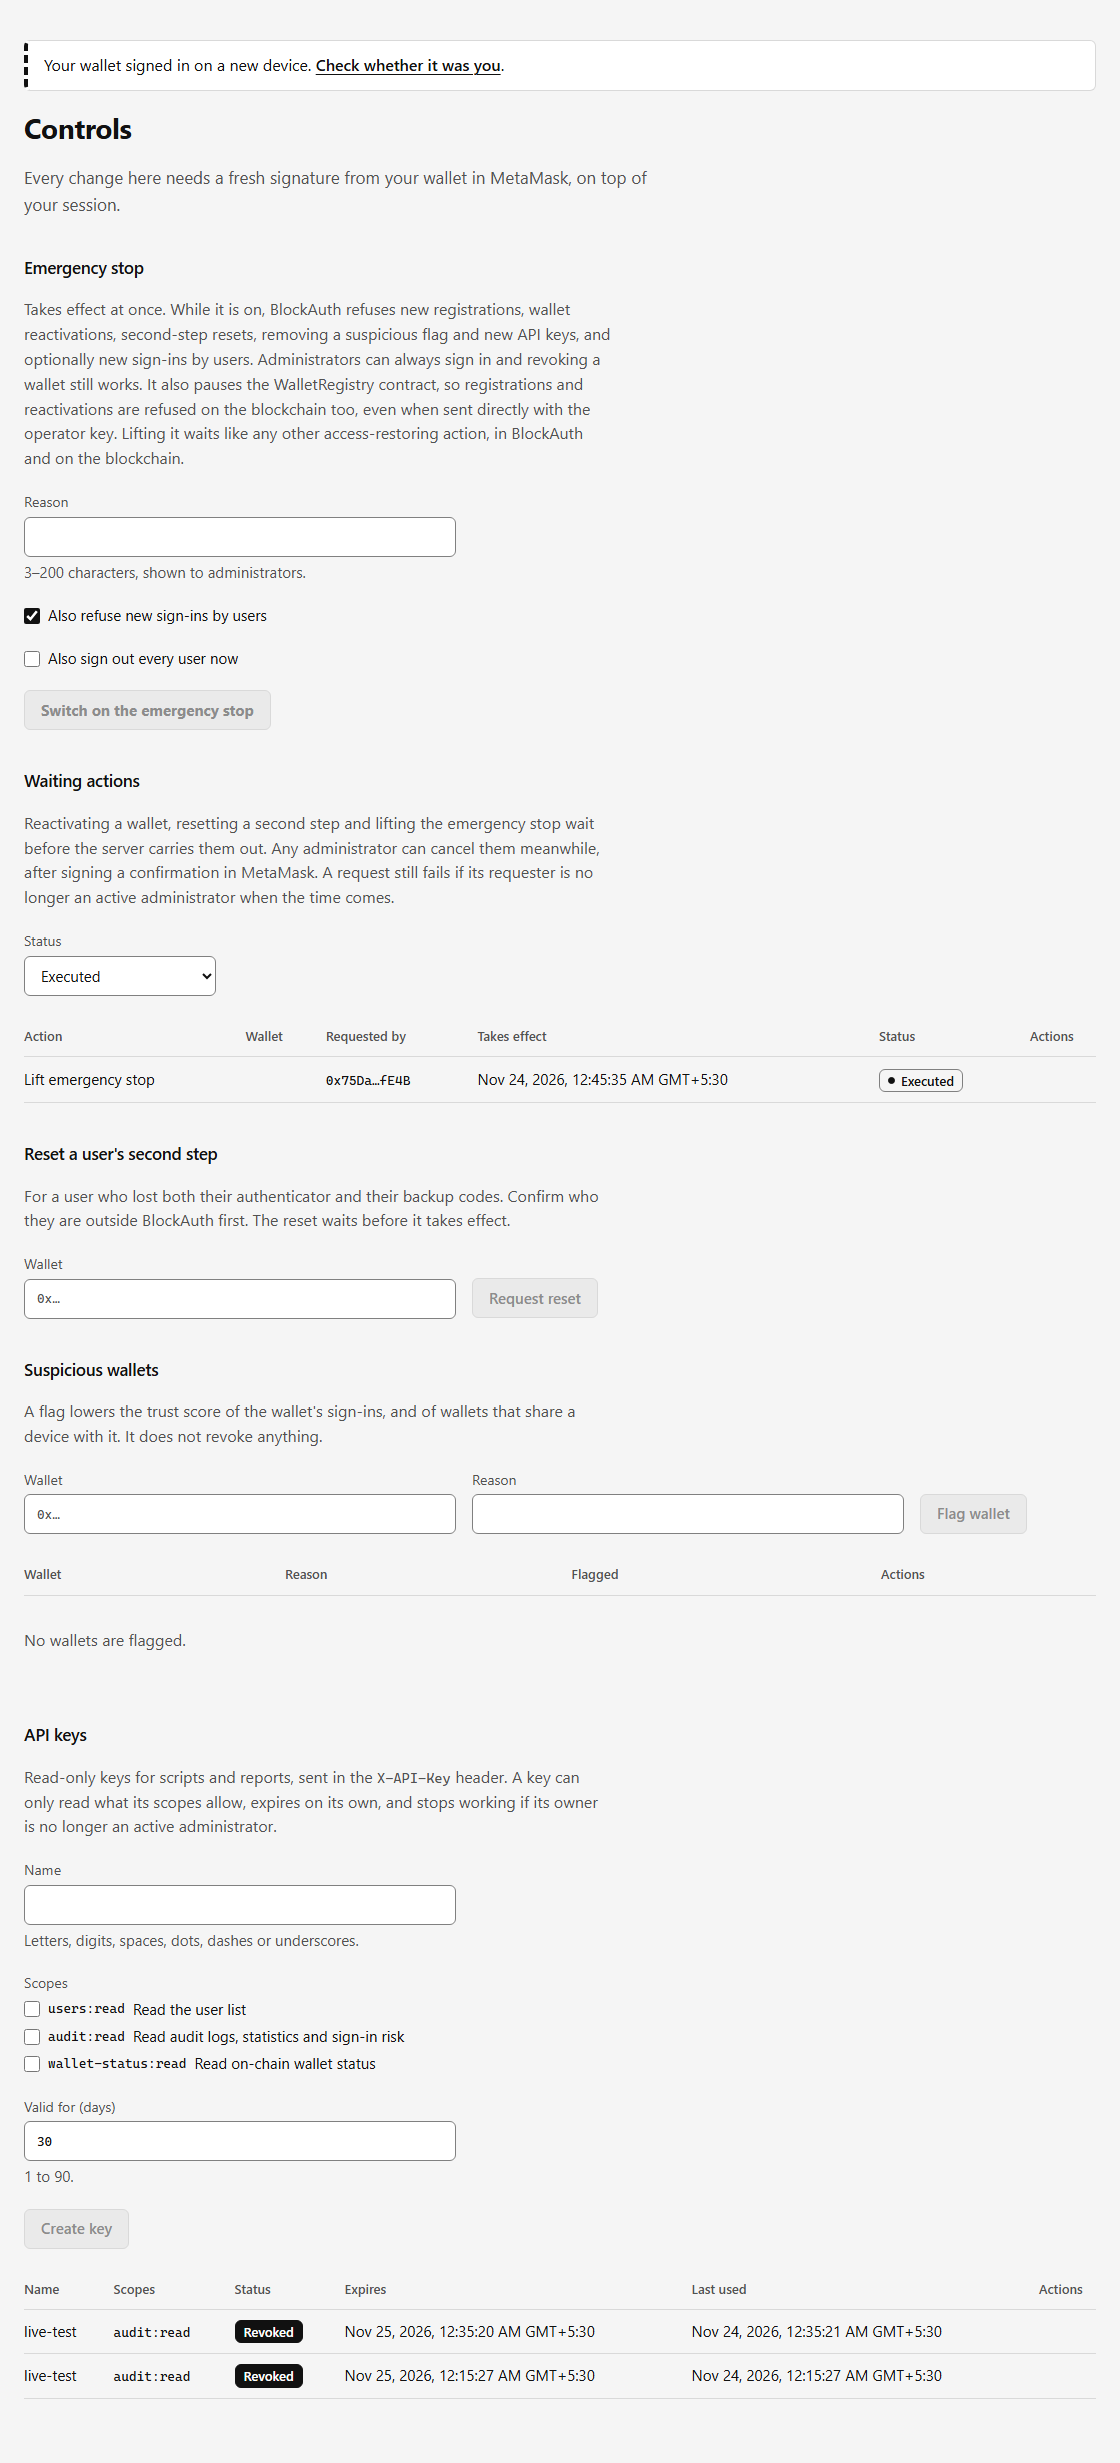 Your wallet signed in on a new device. Check whether it was you.
Controls
Every change here needs a fresh signature from your wallet in MetaMask, on top of
your session.
Emergency stop
Takes effect at once. While it is on, BlockAuth refuses new registrations, wallet
reactivations, second-step resets, removing a suspicious flag and new API keys, and
optionally new sign-ins by users. Administrators can always sign in and revoking a
wallet still works. It also pauses the WalletRegistry contract, so registrations and
reactivations are refused on the blockchain too, even when sent directly with the
operator key. Lifting it waits like any other access-restoring action, in BlockAuth
and on the blockchain.
Reason
3–200 characters, shown to administrators.
Also refuse new sign-ins by users
Also sign out every user now
Switch on the emergency stop
Waiting actions
Reactivating a wallet, resetting a second step and lifting the emergency stop wait
before the server carries them out. Any administrator can cancel them meanwhile,
after signing a confirmation in MetaMask. A request still fails if its requester is no
longer an active administrator when the time comes.
Status
Executed
Action Wallet Requested by Takes effect Status Actions
Lift emergency stop 0x75Da…fE4B Nov 24, 2026, 12:45:35 AM GMT+5:30 Executed
Reset a user's second step
For a user who lost both their authenticator and their backup codes. Confirm who
they are outside BlockAuth first. The reset waits before it takes effect.
Wallet
0x… Request reset
Suspicious wallets
A flag lowers the trust score of the wallet's sign-ins, and of wallets that share a
device with it. It does not revoke anything.
Wallet Reason
0x… Flag wallet
Wallet Reason Flagged Actions
No wallets are flagged.
API keys
Read-only keys for scripts and reports, sent in the X-API-Key header. A key can
only read what its scopes allow, expires on its own, and stops working if its owner
is no longer an active administrator.
Name
Letters, digits, spaces, dots, dashes or underscores.
Scopes
users:read Read the user list
audit:read Read audit logs, statistics and sign-in risk
wallet-status:read Read on-chain wallet status
Valid for (days)
30
1 to 90.
Create key
Name Scopes Status Expires Last used Actions
live-test audit:read Revoked Nov 25, 2026, 12:35:20 AM GMT+5:30 Nov 24, 2026, 12:35:21 AM GMT+5:30
live-test audit:read Revoked Nov 25, 2026, 12:15:27 AM GMT+5:30 Nov 24, 2026, 12:15:27 AM GMT+5:30